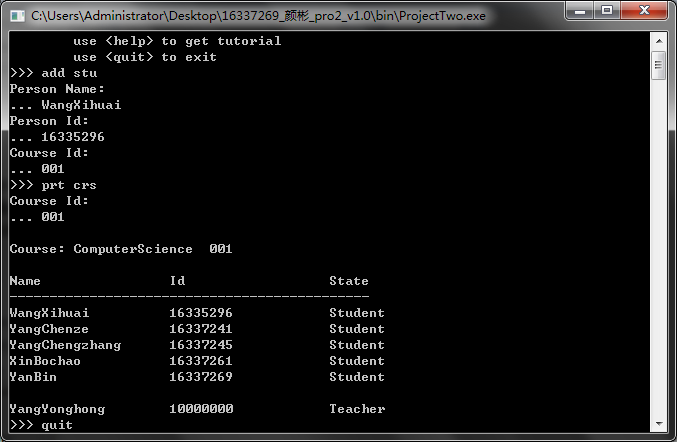 C:\Users\Administrator\Desktop\16337269_颜彬_pro2_v1.0\bin\ProjectTwo.exe
use <help> to get tutorial
use <quit> to exit
>>> add stu
Person Name:
... WangXihuai
Person Id:
... 16335296
Course Id:
... 001
>>> prt crs
Course Id:
... 001
Course: ComputerScience  001
Name Id State
---------------------------------------------
WangXihuai 16335296 Student
YangChenze 16337241 Student
YangChengzhang 16337245 Student
XinBochao 16337261 Student
YanBin 16337269 Student
YangYonghong 10000000 Teacher
>>> quit